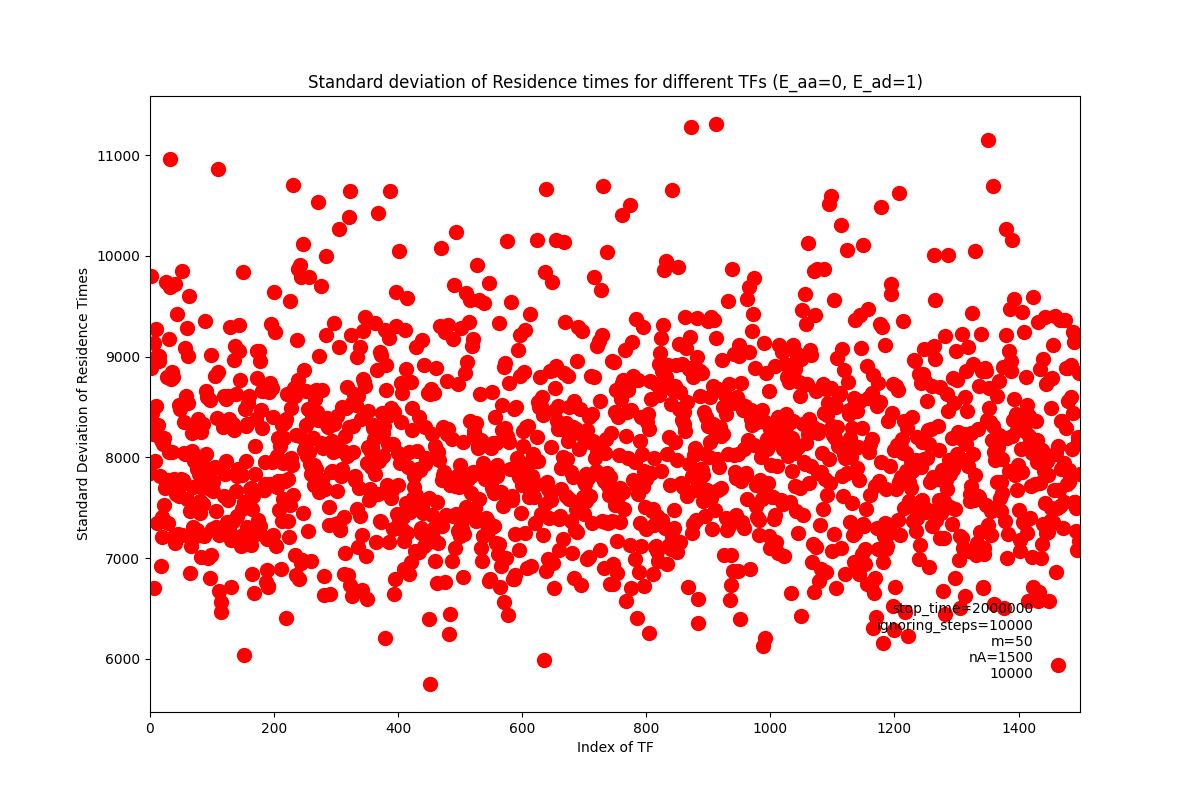 Standard deviation of Residence times for different TFs (E_aa=0, E_ad=1)
Standard Deviation of Residence Times
11000
10000
9000
8000
7000
6000
stop_time=2000000
ignoring_steps=10000
m=50
nA=1500
10000
0 200 400 600 800 1000 1200 1400
Index of TF